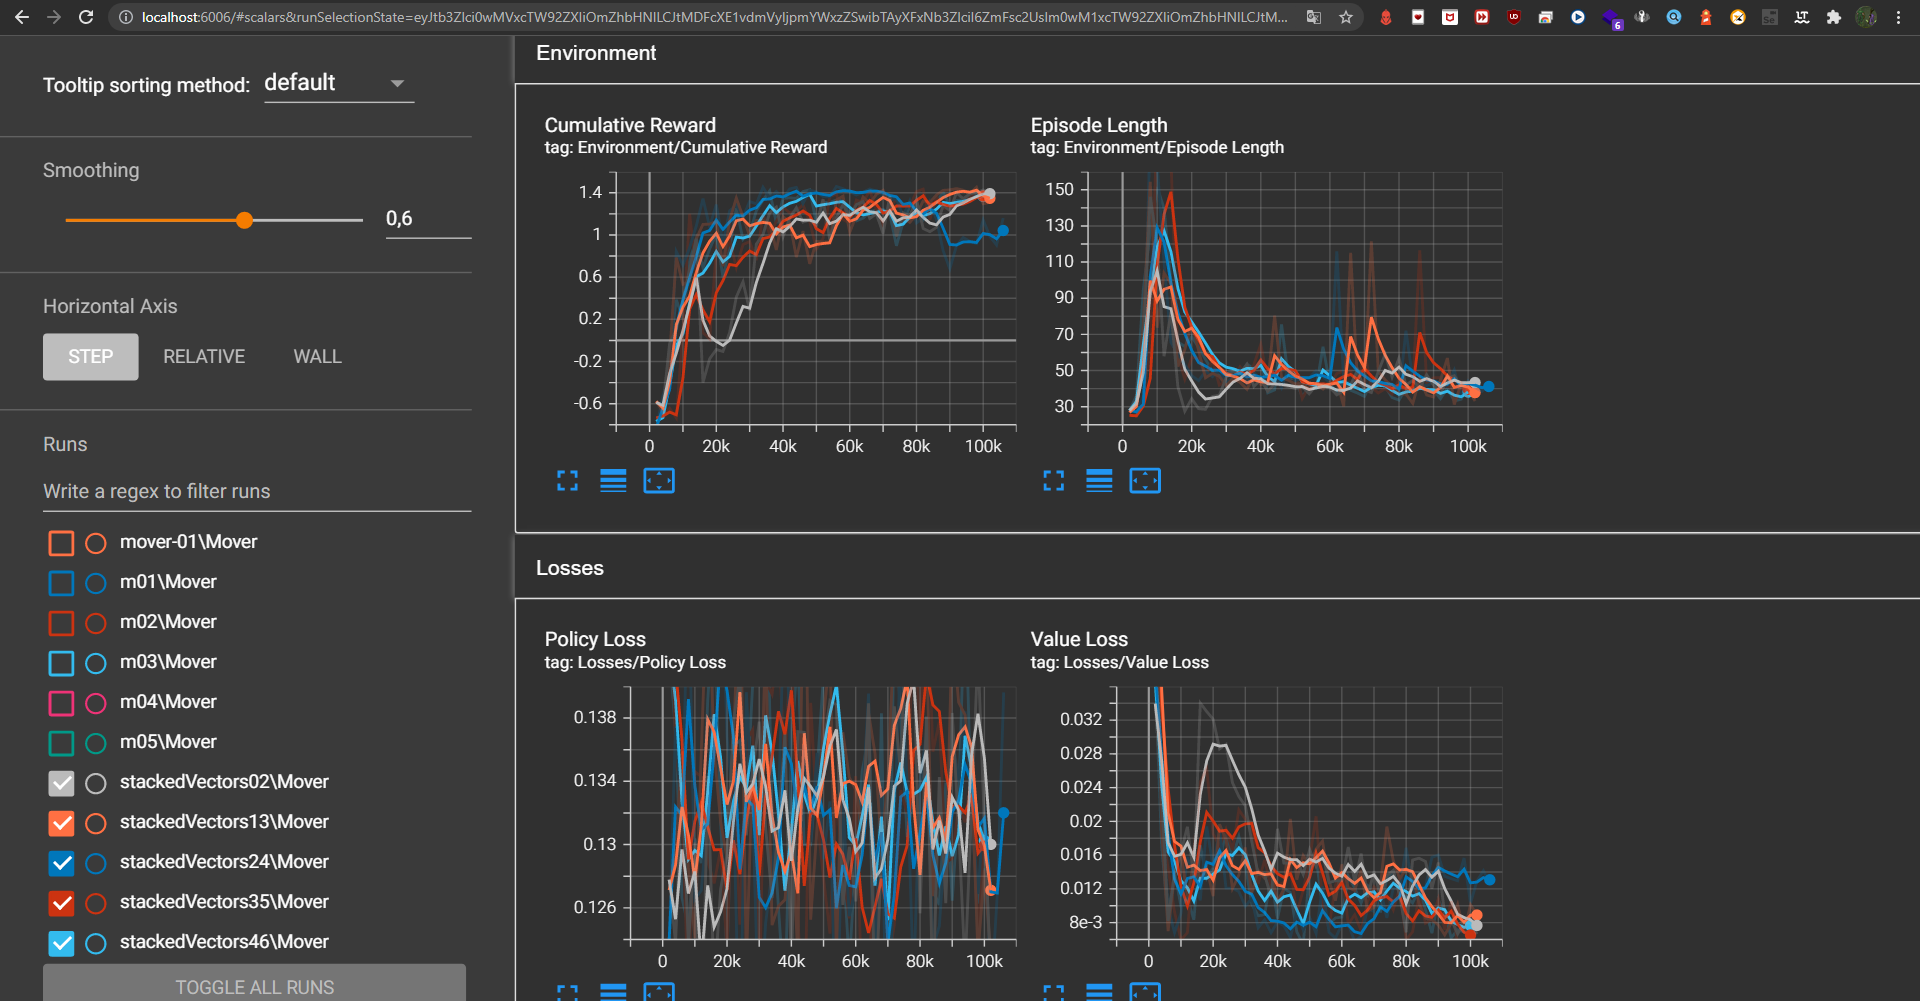 localhost:6006/#scalars&runSelectionState=eyJtb3Zlci0wMVxcTW92ZXIiOmZhbHNlLCJtMDFcXE1vdmVyIjpmYWxzZSwibTAyXFxNb3ZlciI6ZmFsc2UsIm0wM1xcTW92ZXIiOmZhbHNlLCJtM...
6
Tooltip sorting method: default
Smoothing
0,6
Horizontal Axis
STEP RELATIVE WALL
Runs
Write a regex to filter runs
mover-01\Mover
m01\Mover
m02\Mover
m03\Mover
m04\Mover
m05\Mover
stackedVectors02\Mover
stackedVectors13\Mover
stackedVectors24\Mover
stackedVectors35\Mover
stackedVectors46\Mover
TOGGLE ALL RUNS
Environment
Cumulative Reward
tag: Environment/Cumulative Reward
1.4
1
0.6
0.2
-0.2
-0.6
0 20k 40k 60k 80k 100k
Episode Length
tag: Environment/Episode Length
150
130
110
90
70
50
30
0 20k 40k 60k 80k 100k
Losses
Policy Loss
tag: Losses/Policy Loss
0.138
0.134
0.13
0.126
0 20k 40k 60k 80k 100k
Value Loss
tag: Losses/Value Loss
0.032
0.028
0.024
0.02
0.016
0.012
8e-3
0 20k 40k 60k 80k 100k